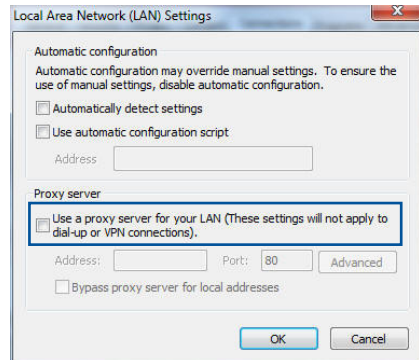 Local Area Network (LAN) Settings
Automatic configuration
Automatic configuration may override manual settings. To ensure the
use of manual settings, disable automatic configuration.
Automatically detect settings
Use automatic configuration script
Address
Proxy server
Use a proxy server for your LAN (These settings will not apply to
dial-up or VPN connections).
Address:
Port:
80
Advanced
Bypass proxy server for local addresses
OK
Cancel